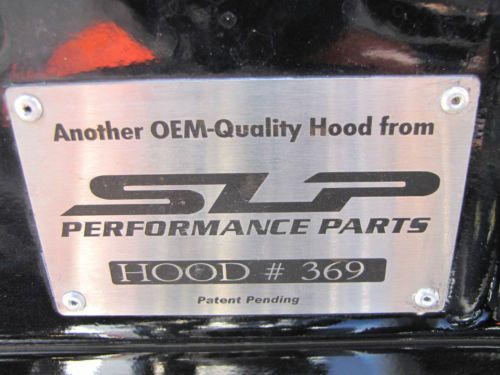 Another OEM-Quality Hood from
SLP
PERFORMANCE PARTS
HOOD # 369
Patent Pending